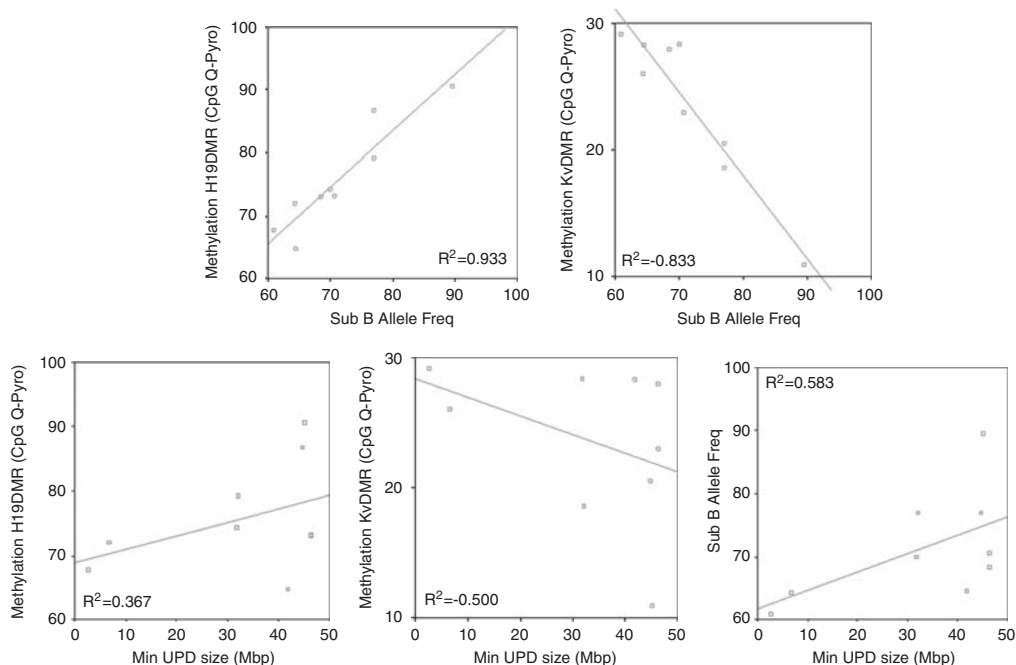 100
90
80
70
60
Methylation H19DMR (CpG Q-Pyro)
R²=0.933
60 70 80 90 100
Sub B Allele Freq
30
20
10
Methylation KvDMR (CpG Q-Pyro)
R²=-0.833
60 70 80 90 100
Sub B Allele Freq
100
90
80
70
60
Methylation H19DMR (CpG Q-Pyro)
R²=0.367
0 10 20 30 40 50
Min UPD size (Mbp)
30
20
10
Methylation KvDMR (CpG Q-Pyro)
R²=-0.500
0 10 20 30 40 50
Min UPD size (Mbp)
100
90
80
70
60
Sub B Allele Freq
R²=0.583
0 10 20 30 40 50
Min UPD size (Mbp)